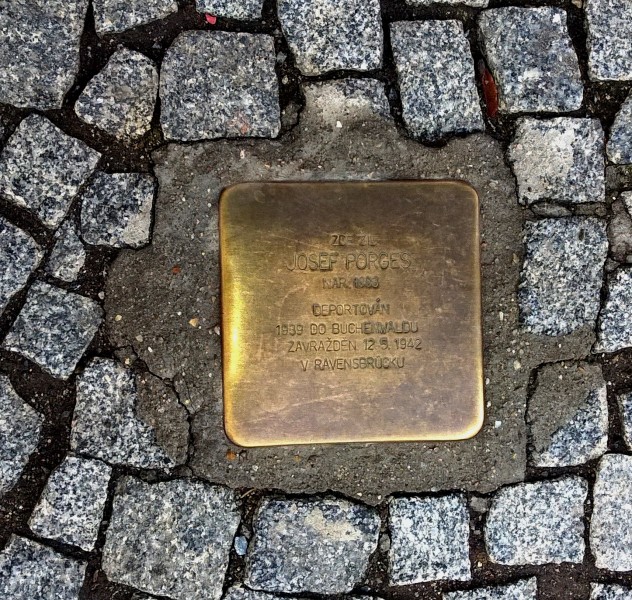 ZDE ŽIL
JOSEF PORGES
NAR.
DEPORTOVÁN
1939 DO BUCHENWALDU
ZAVRAŽDĚN 12.5.1942
V RAVENSBRÜCKU